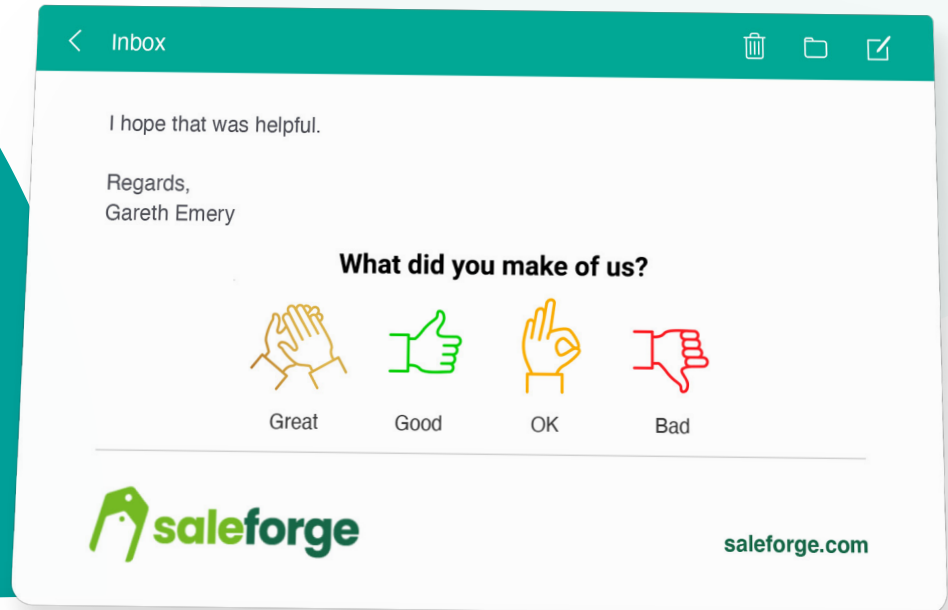 Inbox
I hope that was helpful.
Regards,
Gareth Emery
What did you make of us?
Great Good OK Bad
saleforge
saleforge.com